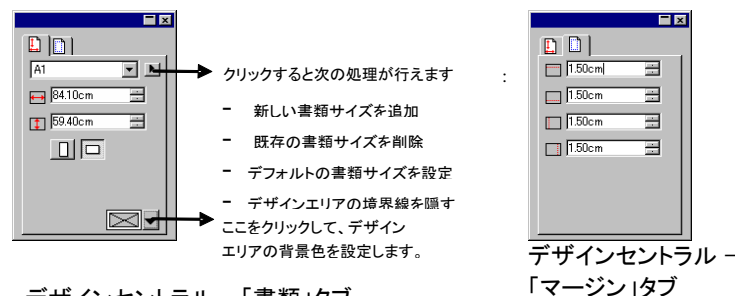 A1
84.10cm
59.40cm
クリックすると次の処理が行えます :
- 新しい書類サイズを追加
- 既存の書類サイズを削除
- デフォルトの書類サイズを設定
- デザインエリアの境界線を隠す
ここをクリックして、デザイン
エリアの背景色を設定します。
デザインセントラル - 「書類」タブ
1.50cm
1.50cm
1.50cm
1.50cm
デザインセントラル -
「マージン」タブ